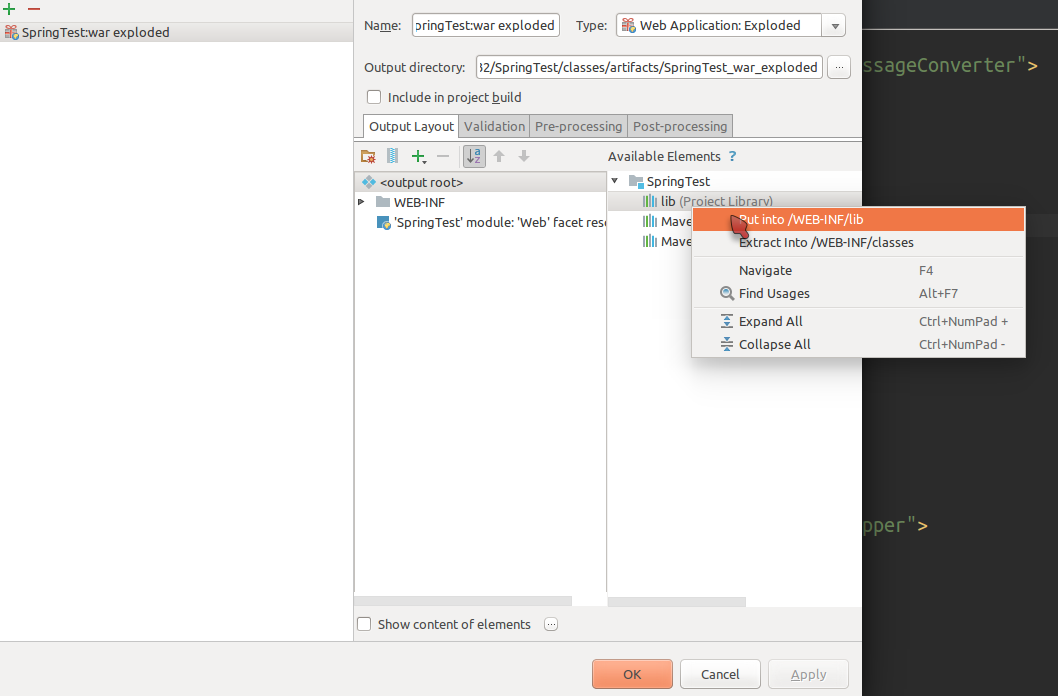 SpringTest:war exploded
Name: pringTest:war exploded Type: Web Application: Exploded
Output directory: 32/SpringTest/classes/artifacts/SpringTest_war_exploded ...
Include in project build
Output Layout Validation Pre-processing Post-processing
Available Elements ?
<output root>
WEB-INF
'SpringTest' module: 'Web' facet reso
SpringTest
lib (Project Library)
Mave
Mave
Put into /WEB-INF/lib
Extract Into /WEB-INF/classes
Navigate F4
Find Usages Alt+F7
Expand All Ctrl+NumPad +
Collapse All Ctrl+NumPad -
Show content of elements ...
OK Cancel Apply
ssageConverter">
pper">